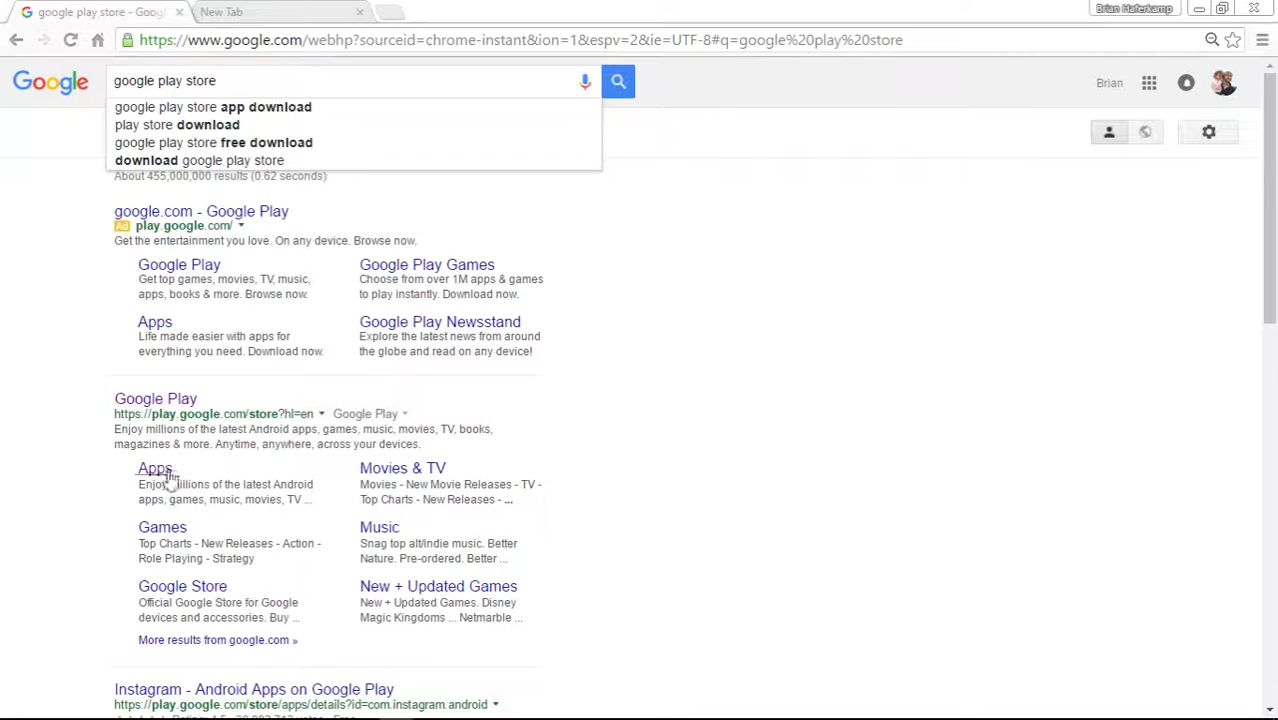 google play store - Googl
New Tab
Brian Haferkamp
https://www.google.com/webhp?sourceid=chrome-instant&ion=1&espv=2&ie=UTF-8#q=google%20play%20store
Google
google play store
Brian
google play store app download
play store download
google play store free download
download google play store
About 455,000,000 results (0.62 seconds)
google.com - Google Play
Ad play.google.com/
Get the entertainment you love. On any device. Browse now.
Google Play
Get top games, movies, TV, music,
apps, books & more. Browse now.
Google Play Games
Choose from over 1M apps & games
to play instantly. Download now.
Apps
Life made easier with apps for
everything you need. Download now.
Google Play Newsstand
Explore the latest news from around
the globe and read on any device!
Google Play
https://play.google.com/store?hl=en Google Play
Enjoy millions of the latest Android apps, games, music, movies, TV, books,
magazines & more. Anytime, anywhere, across your devices.
Apps
Enjoy millions of the latest Android
apps, games, music, movies, TV ...
Movies & TV
Movies - New Movie Releases - TV -
Top Charts - New Releases - ...
Games
Top Charts - New Releases - Action -
Role Playing - Strategy
Music
Snag top alt/indie music. Better
Nature. Pre-ordered. Better ...
Google Store
Official Google Store for Google
devices and accessories. Buy ...
New + Updated Games
New + Updated Games. Disney
Magic Kingdoms ... Netmarble ...
More results from google.com »
Instagram - Android Apps on Google Play
https://play.google.com/store/apps/details?id=com.instagram.android